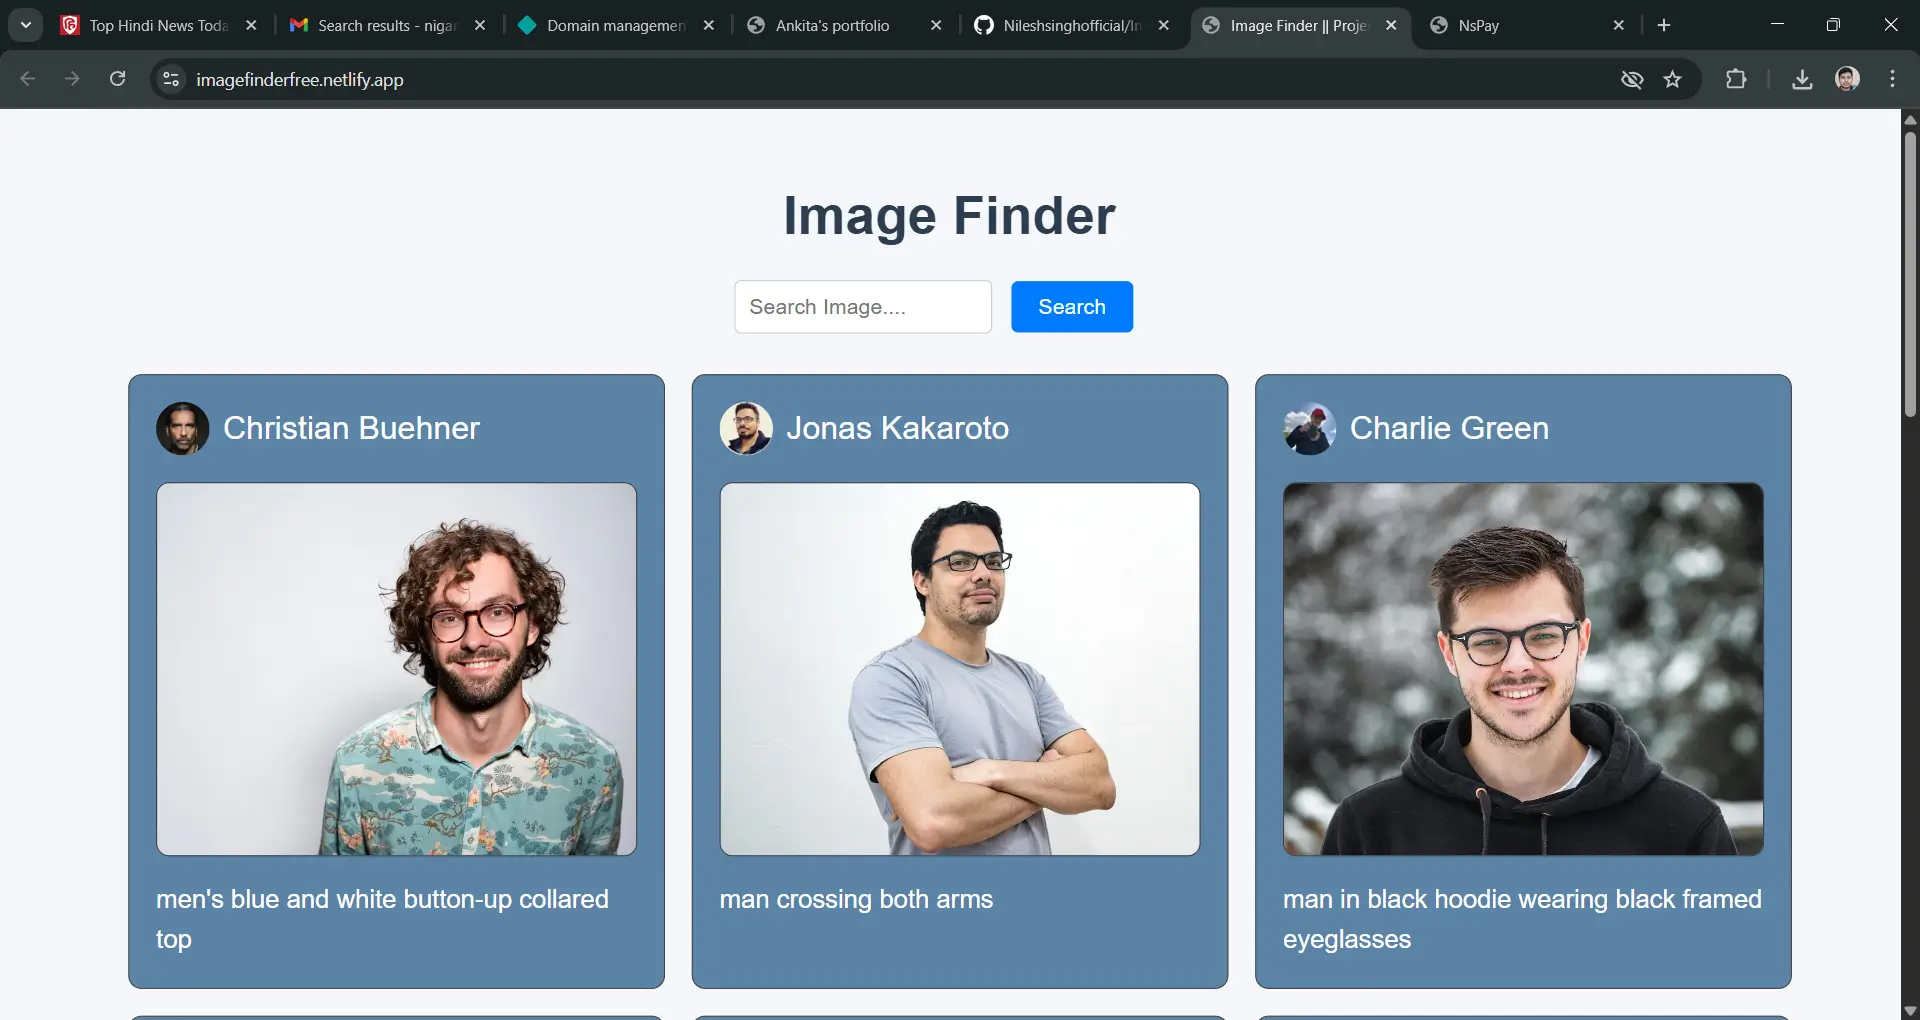 Top Hindi News Toda
Search results - nigar
Domain managemen
Ankita's portfolio
Nileshsinghofficial/In
Image Finder || Proje
NsPay
imagefinderfree.netlify.app
Image Finder
Search Image....
Search
Christian Buehner
Jonas Kakaroto
Charlie Green
men's blue and white button-up collared
top
man crossing both arms
man in black hoodie wearing black framed
eyeglasses